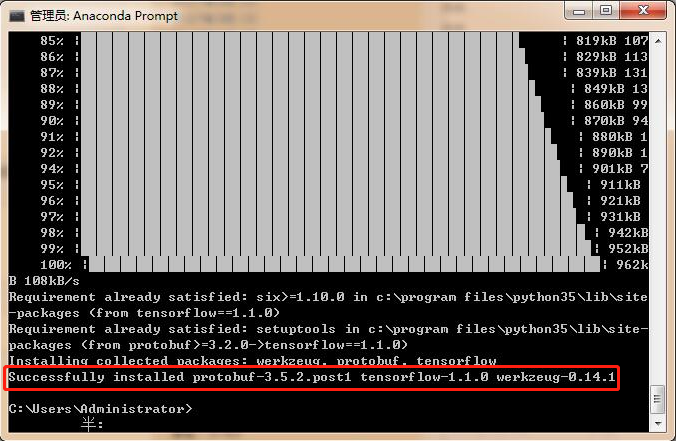 管理员: Anaconda Prompt
85% | | 819kB 107
86% | | 829kB 113
87% | | 839kB 131
88% | | 849kB 13
89% | | 860kB 99
90% | | 870kB 94
91% | | 880kB 1
92% | | 890kB 1
94% | | 901kB 7
95% | | 911kB
96% | | 921kB
97% | | 931kB
98% | | 942kB
99% | | 952kB
100% | | 962k
B 108kB/s
Requirement already satisfied: six>=1.10.0 in c:\program files\python35\lib\site
-packages (from tensorflow==1.1.0)
Requirement already satisfied: setuptools in c:\program files\python35\lib\site-
packages (from protobuf>=3.2.0->tensorflow==1.1.0)
Installing collected packages: werkzeug, protobuf, tensorflow
Successfully installed protobuf-3.5.2.post1 tensorflow-1.1.0 werkzeug-0.14.1
C:\Users\Administrator>
半: